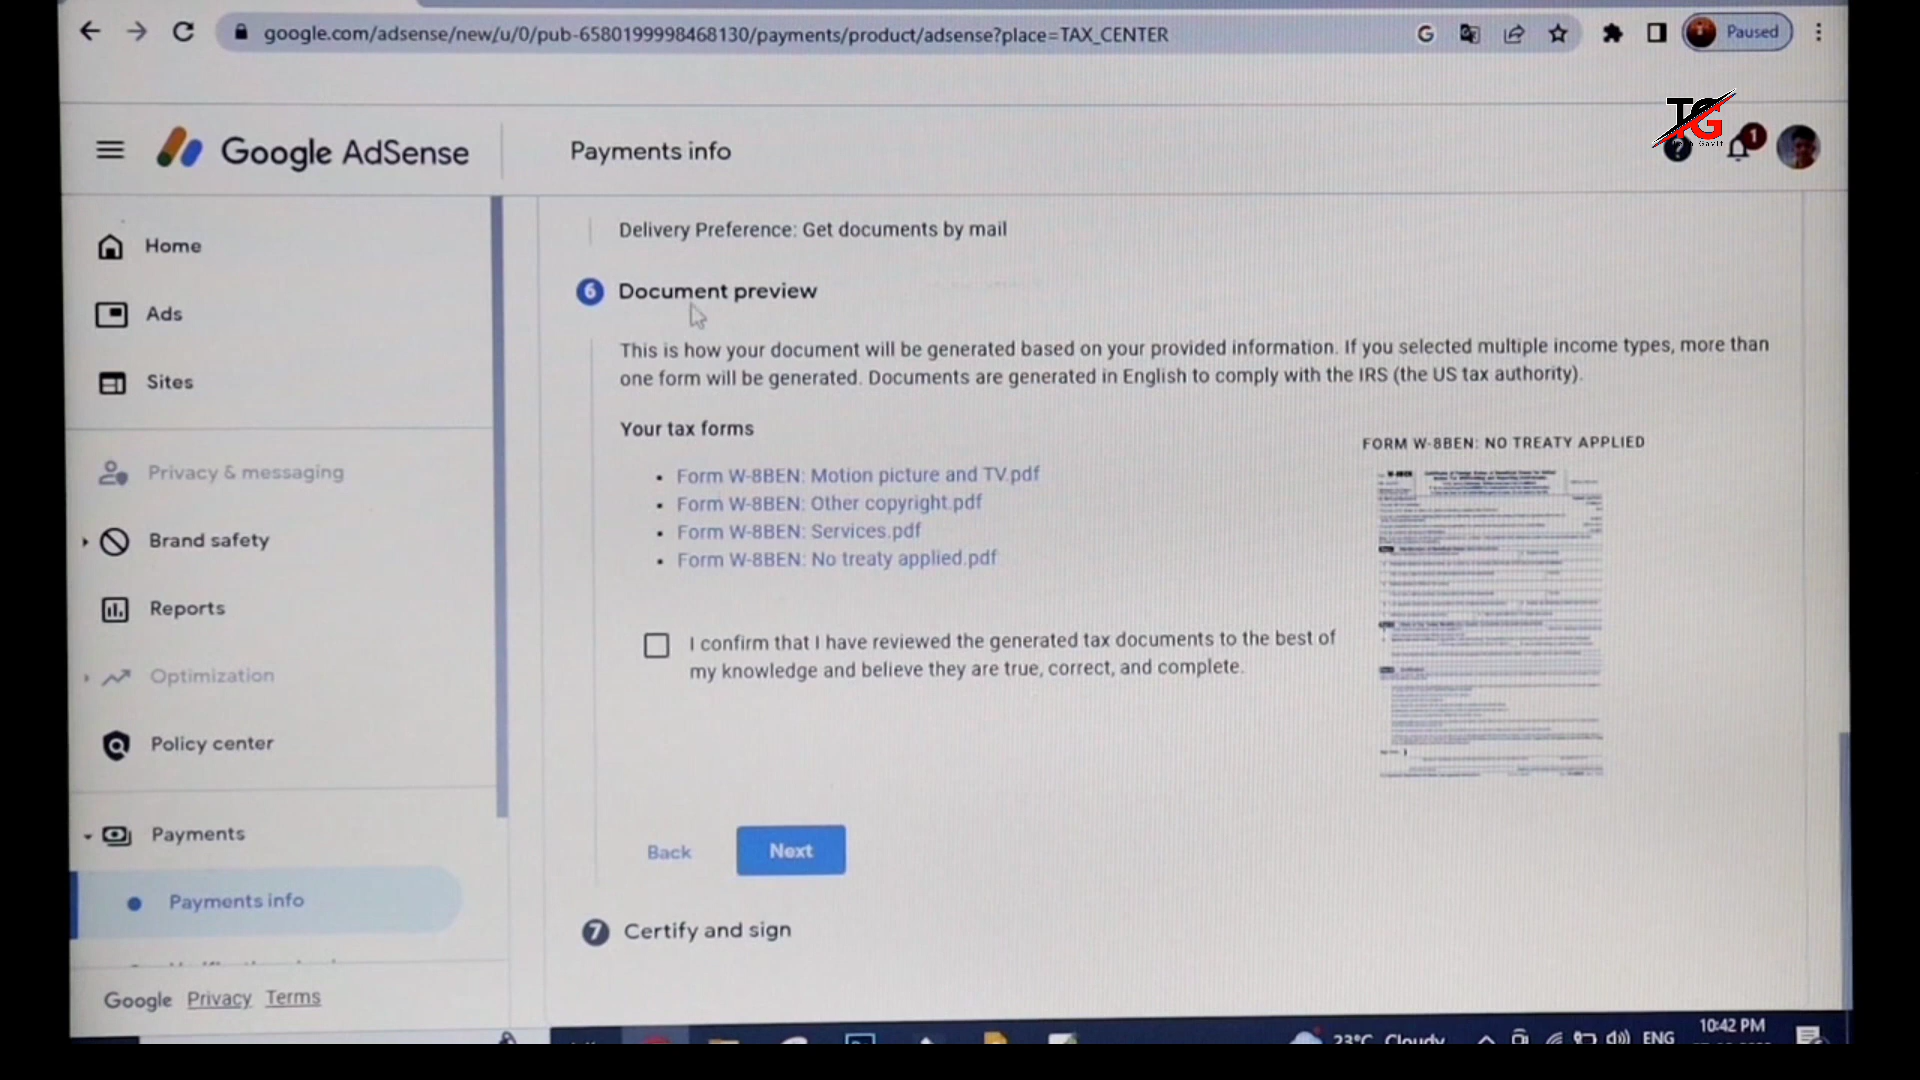 google.com/adsense/new/u/0/pub-6580199998468130/payments/product/adsense?place=TAX_CENTER
Paused
Google AdSense
Payments info
TG
1
Home
Ads
Sites
Privacy & messaging
Brand safety
Reports
Optimization
Policy center
Payments
Payments info
Google Privacy Terms
Delivery Preference: Get documents by mail
6 Document preview
This is how your document will be generated based on your provided information. If you selected multiple income types, more than
one form will be generated. Documents are generated in English to comply with the IRS (the US tax authority).
Your tax forms
• Form W-8BEN: Motion picture and TV.pdf
• Form W-8BEN: Other copyright.pdf
• Form W-8BEN: Services.pdf
• Form W-8BEN: No treaty applied.pdf
FORM W-8BEN: NO TREATY APPLIED
W-8BEN
I confirm that I have reviewed the generated tax documents to the best of
my knowledge and believe they are true, correct, and complete.
Back
Next
7 Certify and sign
23°C Cloudy
ENG
10:42 PM